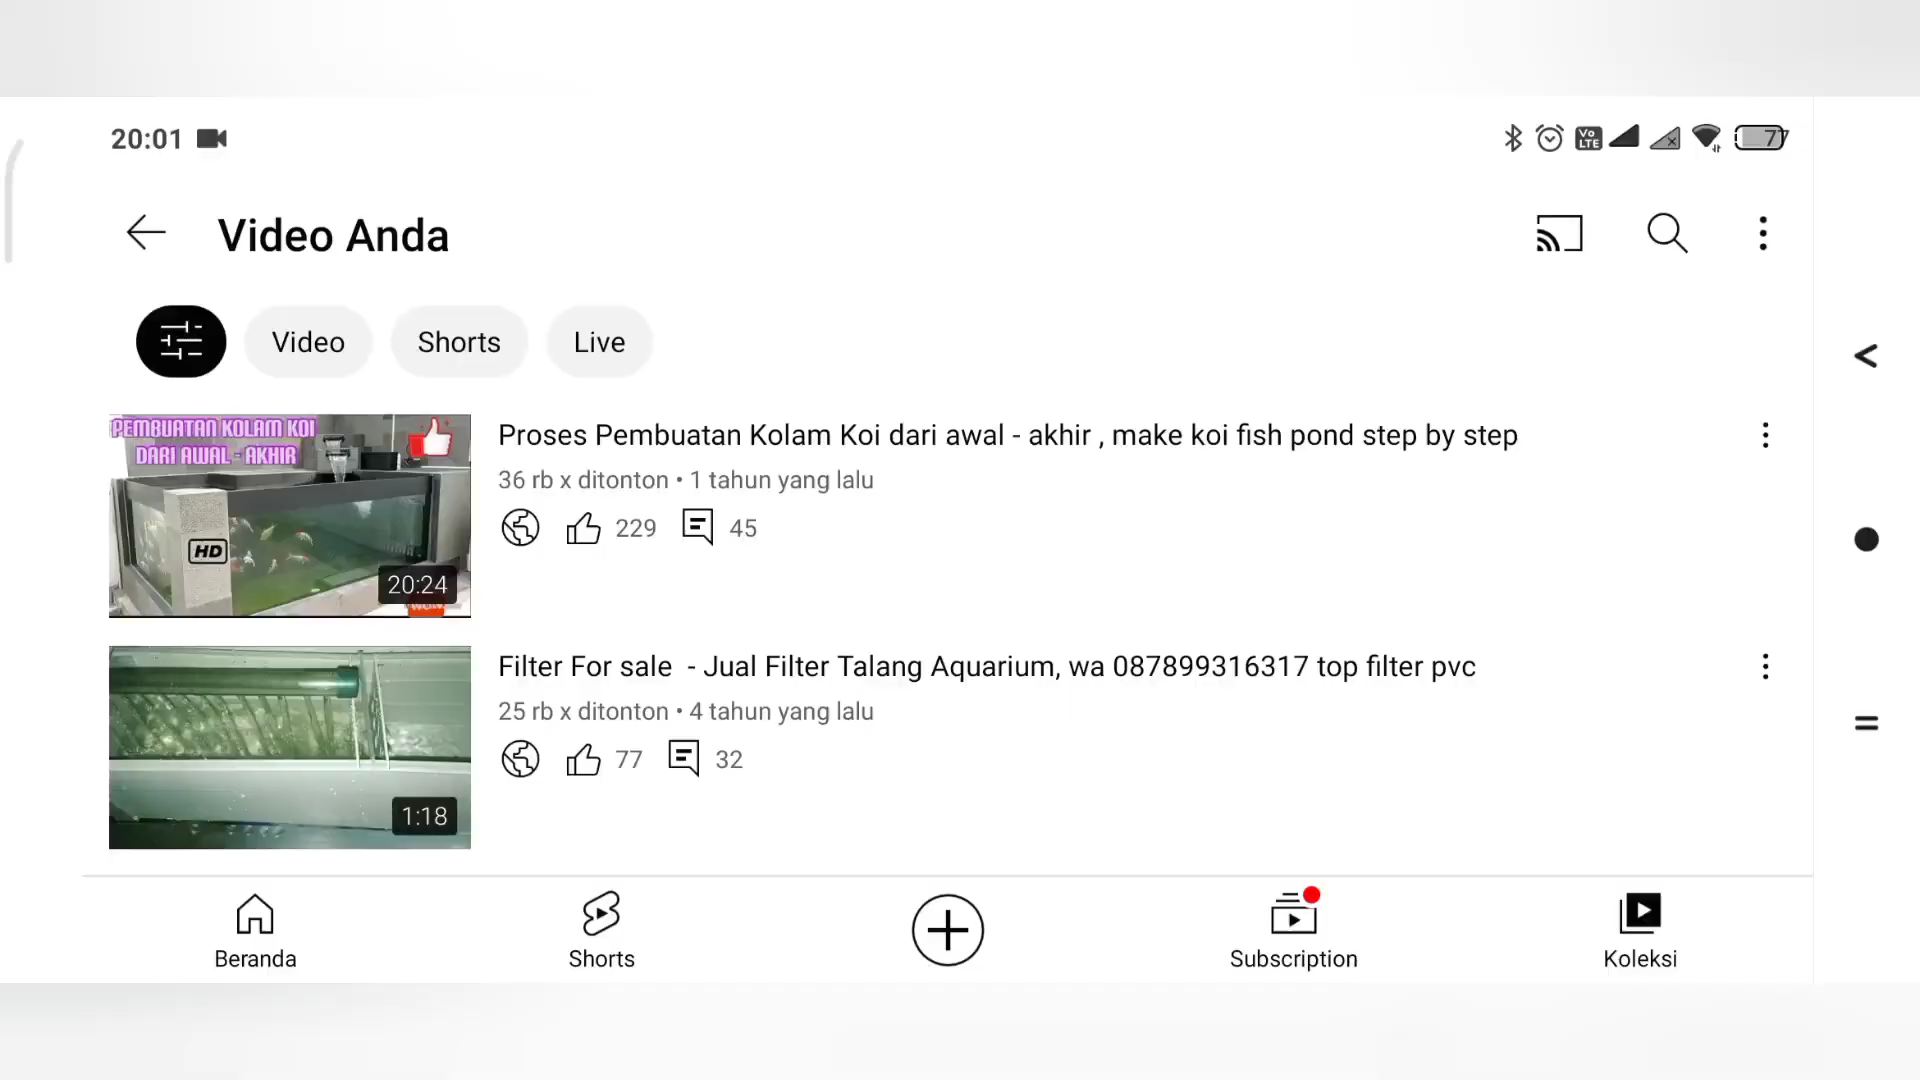 20:01
Vo LTE
77
Video Anda
Video
Shorts
Live
PEMBUATAN KOLAM KOI
DARI AWAL - AKHIR
HD
20:24
Proses Pembuatan Kolam Koi dari awal - akhir , make koi fish pond step by step
36 rb x ditonton • 1 tahun yang lalu
229
45
1:18
Filter For sale  - Jual Filter Talang Aquarium, wa 087899316317 top filter pvc
25 rb x ditonton • 4 tahun yang lalu
77
32
Beranda
Shorts
Subscription
Koleksi